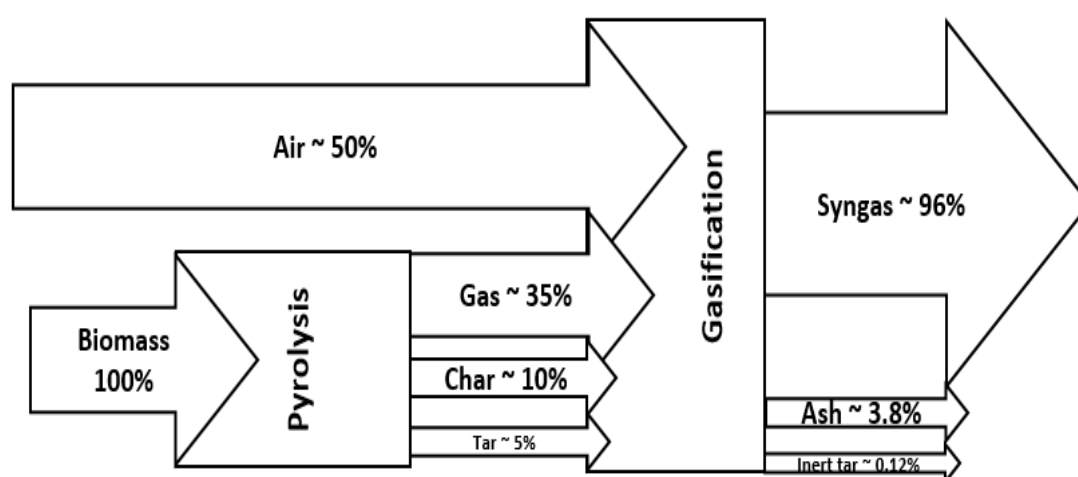 Air ~ 50%
Biomass
100%
Pyrolysis
Gas ~ 35%
Char ~ 10%
Tar ~ 5%
Gasification
Syngas ~ 96%
Ash ~ 3.8%
Inert tar ~ 0.12%